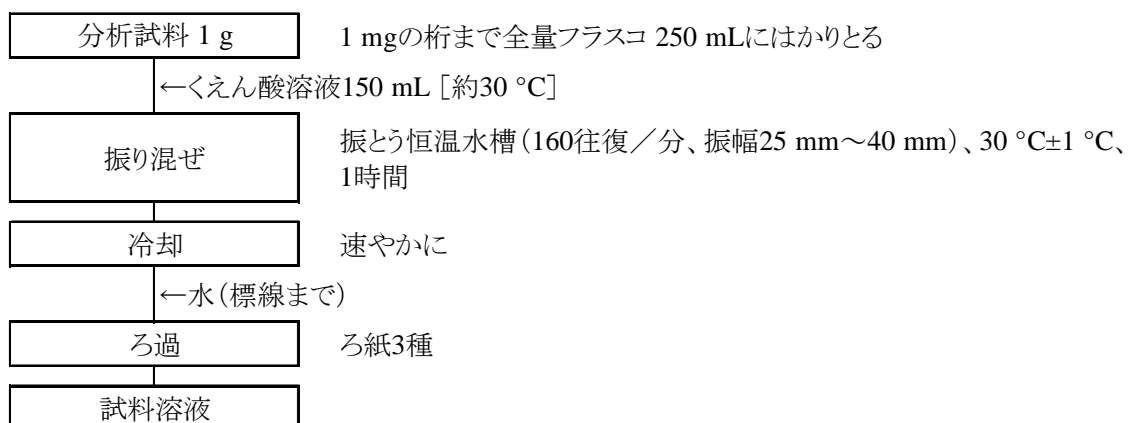 分析試料 1 g 1 mgの桁まで全量フラスコ 250 mLにはかりとる
←くえん酸溶液150 mL [約30 °C]
振り混ぜ 振とう恒温水槽(160往復/分、振幅25 mm～40 mm)、30 °C±1 °C、
1時間
冷却 速やかに
←水(標線まで)
ろ過 ろ紙3種
試料溶液